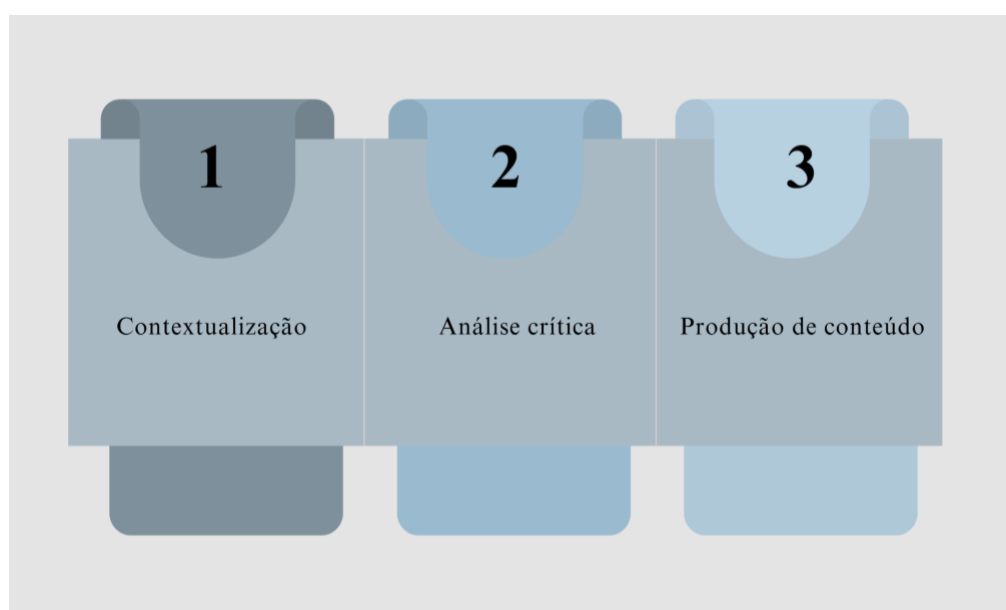 1
2
3
Contextualização
Análise crítica
Produção de conteúdo